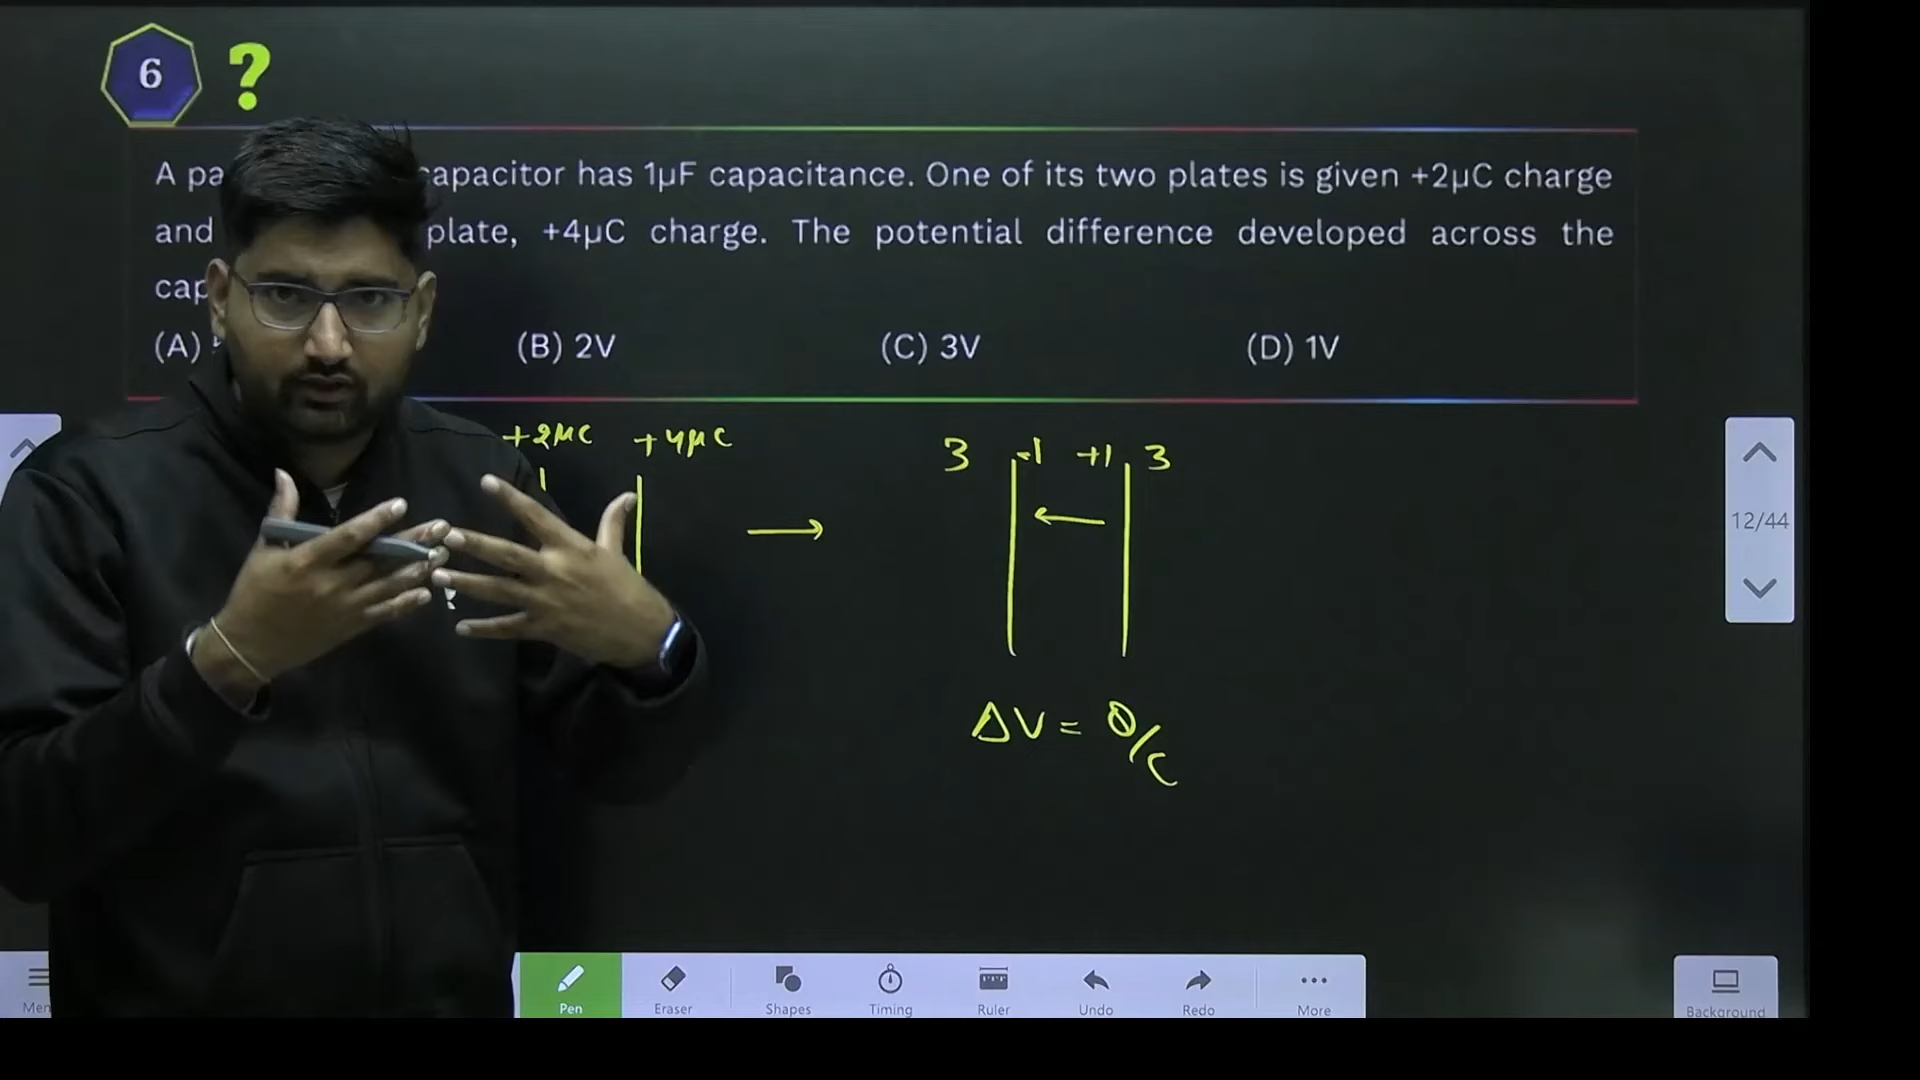 6 ?
A pa capacitor has 1μF capacitance. One of its two plates is given +2μC charge
and plate, +4μC charge. The potential difference developed across the
cap
(A) (B) 2V (C) 3V (D) 1V
+2μC +4μC
3 -1 +1 3
12/44
ΔV = Q/C
Men Pen Eraser Shapes Timing Ruler Undo Redo More Background